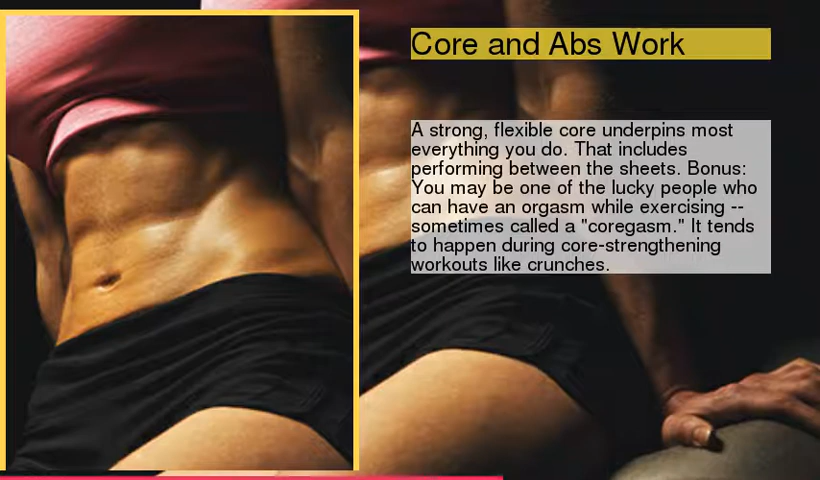 Core and Abs Work
A strong, flexible core underpins most
everything you do. That includes
performing between the sheets. Bonus:
You may be one of the lucky people who
can have an orgasm while exercising --
sometimes called a "coregasm." It tends
to happen during core-strengthening
workouts like crunches.